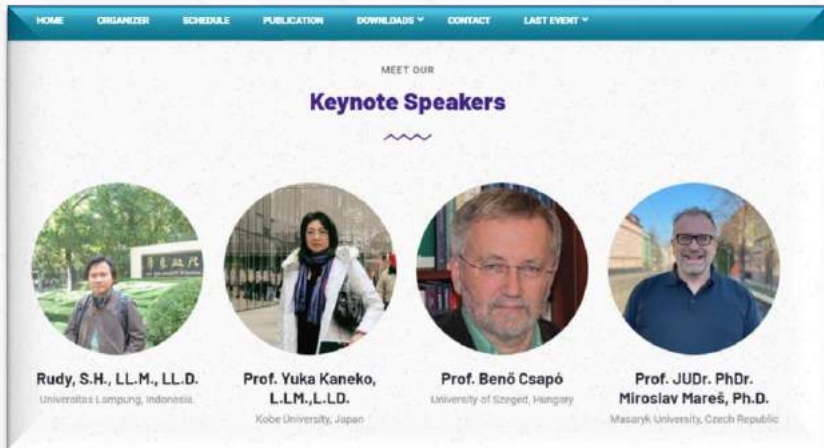 HOME ORGANIZER SCHEDULE PUBLICATION DOWNLOADS CONTACT LAST EVENT
MEET OUR
Keynote Speakers
Rudy, S.H., LL.M., LL.D.
Universitas Lampung, Indonesia.
Prof. Yuka Kaneko,
L.LM.,L.LD.
Kobe University, Japan
Prof. Benő Csapó
University of Szeged, Hungary
Prof. JUDr. PhDr.
Miroslav Mareš, Ph.D.
Masaryk University, Czech Republic